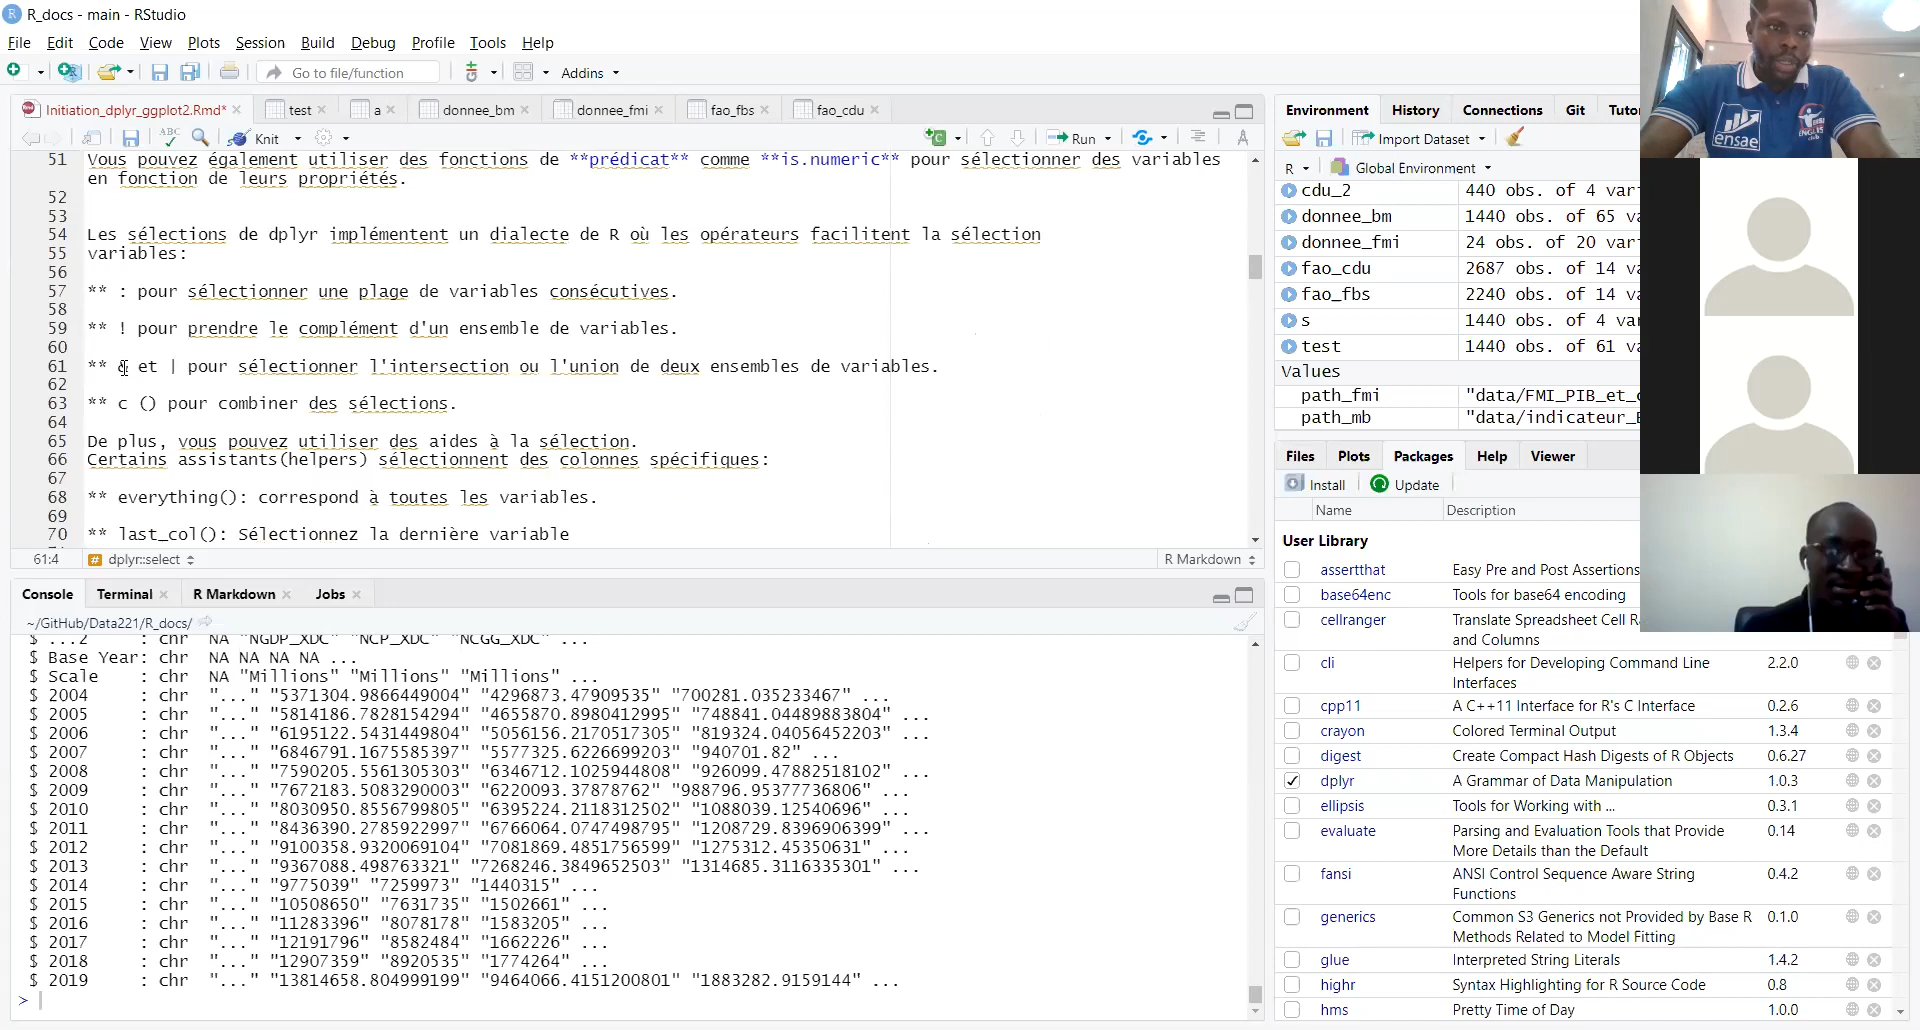 R_docs - main - RStudio
File Edit Code View Plots Session Build Debug Profile Tools Help
Go to file/function Addins
Initiation_dplyr_ggplot2.Rmd* test a donnee_bm donnee_fmi fao_fbs fao_cdu
ABC Knit Run
51 Vous pouvez également utiliser des fonctions de **prédicat** comme **is.numeric** pour sélectionner des variables
en fonction de leurs propriétés.
52
53
54 Les sélections de dplyr implémentent un dialecte de R où les opérateurs facilitent la sélection
55 variables:
56
57 ** : pour sélectionner une plage de variables consécutives.
58
59 ** ! pour prendre le complément d'un ensemble de variables.
60
61 ** & et | pour sélectionner l'intersection ou l'union de deux ensembles de variables.
62
63 ** c () pour combiner des sélections.
64
65 De plus, vous pouvez utiliser des aides à la sélection.
66 Certains assistants(helpers) sélectionnent des colonnes spécifiques:
67
68 ** everything(): correspond à toutes les variables.
69
70 ** last_col(): Sélectionnez la dernière variable
61:4 dplyr::select R Markdown
Console Terminal R Markdown Jobs
~/GitHub/Data221/R_docs/
$ ...2 : chr NA "NGDP_XDC" "NCP_XDC" "NCGG_XDC" ...
$ Base Year: chr NA NA NA NA ...
$ Scale : chr NA "Millions" "Millions" "Millions" ...
$ 2004 : chr "..." "5371304.9866449004" "4296873.47909535" "700281.035233467" ...
$ 2005 : chr "..." "5814186.7828154294" "4655870.8980412995" "748841.04489883804" ...
$ 2006 : chr "..." "6195122.5431449804" "5056156.2170517305" "819324.04056452203" ...
$ 2007 : chr "..." "6846791.1675585397" "5577325.6226699203" "940701.82" ...
$ 2008 : chr "..." "7590205.5561305303" "6346712.1025944808" "926099.47882518102" ...
$ 2009 : chr "..." "7672183.5083290003" "6220093.37878762" "988796.95377736806" ...
$ 2010 : chr "..." "8030950.8556799805" "6395224.2118312502" "1088039.12540696" ...
$ 2011 : chr "..." "8436390.2785922997" "6766064.0747498795" "1208729.8396906399" ...
$ 2012 : chr "..." "9100358.9320069104" "7081869.4851756599" "1275312.45350631" ...
$ 2013 : chr "..." "9367088.498763321" "7268246.3849652503" "1314685.3116335301" ...
$ 2014 : chr "..." "9775039" "7259973" "1440315" ...
$ 2015 : chr "..." "10508650" "7631735" "1502661" ...
$ 2016 : chr "..." "11283396" "8078178" "1583205" ...
$ 2017 : chr "..." "12191796" "8582484" "1662226" ...
$ 2018 : chr "..." "12907359" "8920535" "1774264" ...
$ 2019 : chr "..." "13814658.804999199" "9464066.4151200801" "1883282.9159144" ...
>
Environment History Connections Git Tuto
Import Dataset
R Global Environment
cdu_2 440 obs. of 4 vari
donnee_bm 1440 obs. of 65 va
donnee_fmi 24 obs. of 20 vari
fao_cdu 2687 obs. of 14 va
fao_fbs 2240 obs. of 14 va
s 1440 obs. of 4 var
test 1440 obs. of 61 va
Values
path_fmi "data/FMI_PIB_et_
path_mb "data/indicateur_
Files Plots Packages Help Viewer
Install Update
Name Description
User Library
assertthat Easy Pre and Post Assertions
base64enc Tools for base64 encoding
cellranger Translate Spreadsheet Cell R
and Columns
cli Helpers for Developing Command Line 2.2.0
Interfaces
cpp11 A C++11 Interface for R's C Interface 0.2.6
crayon Colored Terminal Output 1.3.4
digest Create Compact Hash Digests of R Objects 0.6.27
dplyr A Grammar of Data Manipulation 1.0.3
ellipsis Tools for Working with ... 0.3.1
evaluate Parsing and Evaluation Tools that Provide 0.14
More Details than the Default
fansi ANSI Control Sequence Aware String 0.4.2
Functions
generics Common S3 Generics not Provided by Base R 0.1.0
Methods Related to Model Fitting
glue Interpreted String Literals 1.4.2
highr Syntax Highlighting for R Source Code 0.8
hms Pretty Time of Day 1.0.0
ensae